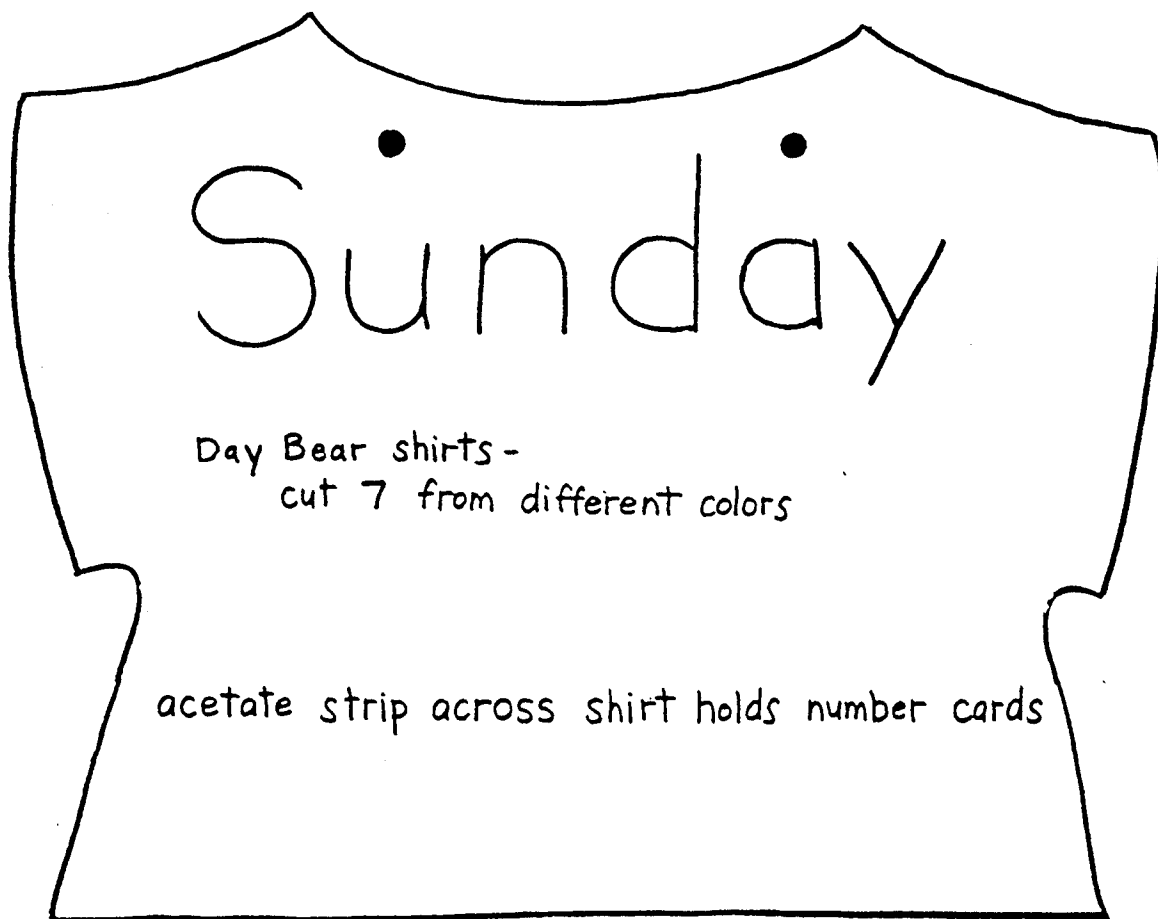 Sunday
Day Bear shirts-
cut 7 from different colors
acetate strip across shirt holds number cards